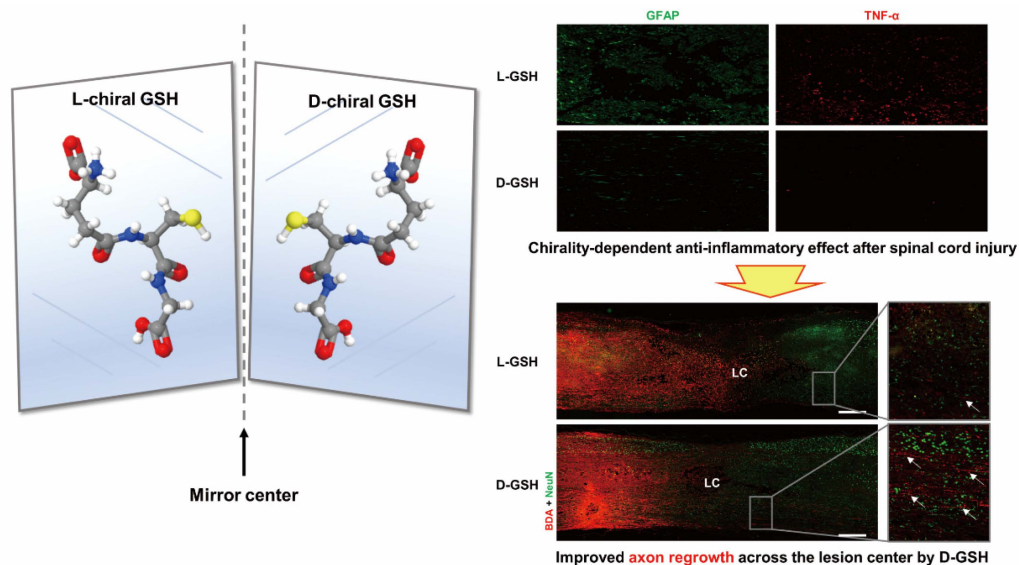 L-chiral GSH
D-chiral GSH
Mirror center
GFAP
TNF-α
L-GSH
D-GSH
Chirality-dependent anti-inflammatory effect after spinal cord injury
L-GSH
LC
D-GSH
LC
BDA + NeuN
Improved axon regrowth across the lesion center by D-GSH